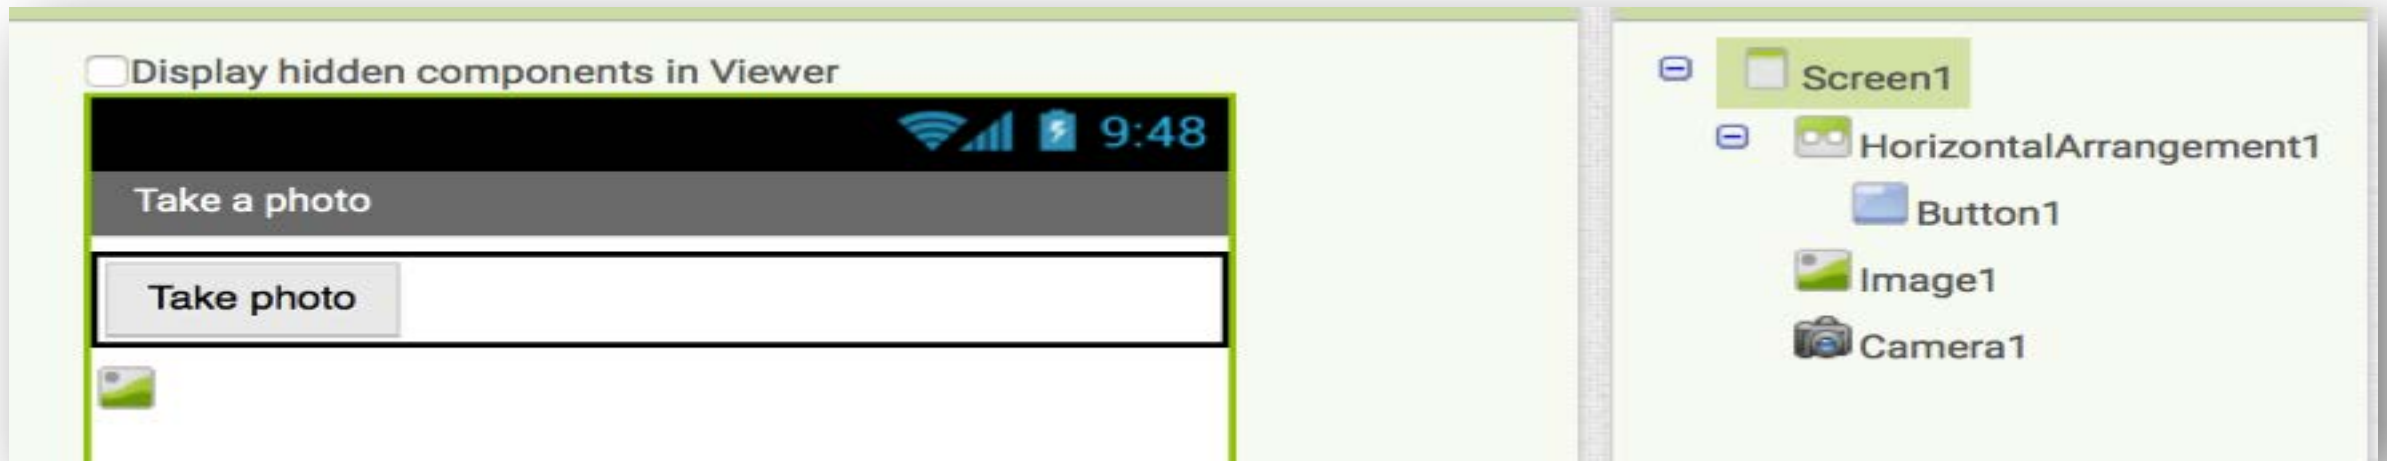 Display hidden components in Viewer
9:48
Take a photo
Take photo
Screen1
HorizontalArrangement1
Button1
Image1
Camera1